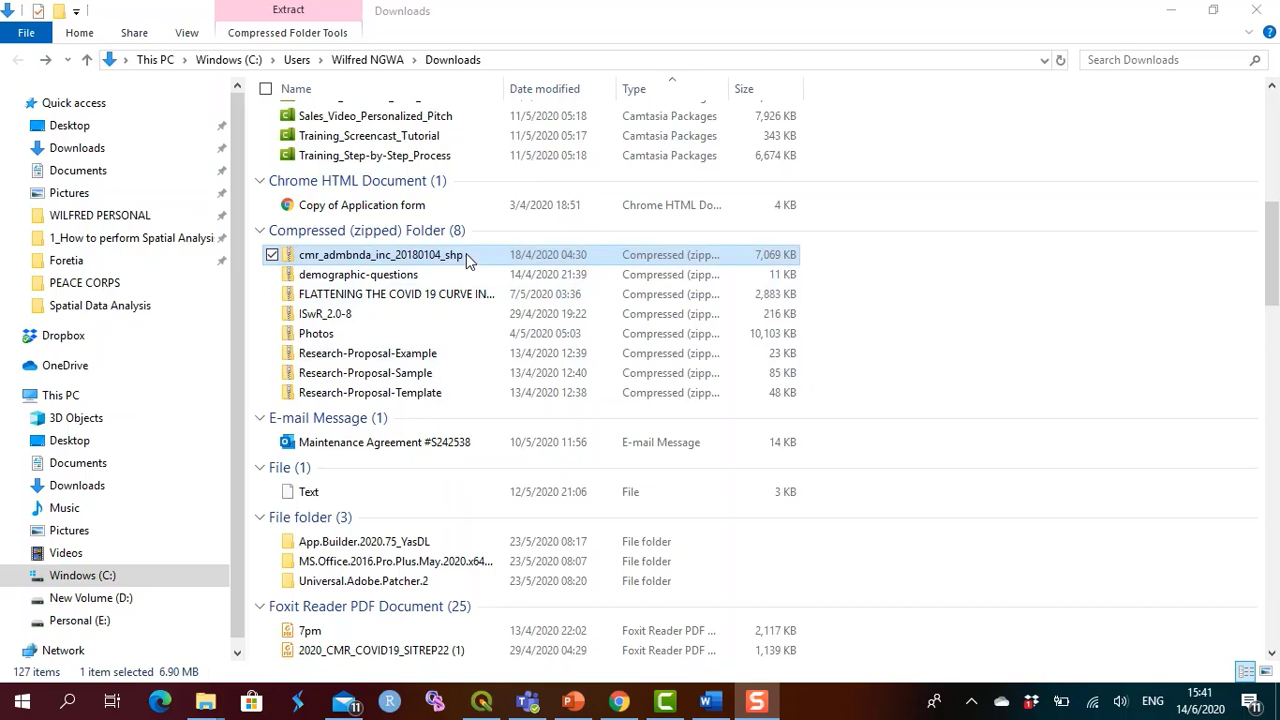 Extract
Downloads
File
Home
Share
View
Compressed Folder Tools
This PC
Windows (C:)
Users
Wilfred NGWA
Downloads
Search Downloads
Name
Date modified
Type
Size
Quick access
Desktop
Downloads
Documents
Pictures
WILFRED PERSONAL
1_How to perform Spatial Analysi
Foretia
PEACE CORPS
Spatial Data Analysis
Dropbox
OneDrive
This PC
3D Objects
Desktop
Documents
Downloads
Music
Pictures
Videos
Windows (C:)
New Volume (D:)
Personal (E:)
Network
Sales_Video_Personalized_Pitch 11/5/2020 05:18 Camtasia Packages 7,926 KB
Training_Screencast_Tutorial 11/5/2020 05:17 Camtasia Packages 343 KB
Training_Step-by-Step_Process 11/5/2020 05:18 Camtasia Packages 6,674 KB
Chrome HTML Document (1)
Copy of Application form 3/4/2020 18:51 Chrome HTML Do... 4 KB
Compressed (zipped) Folder (8)
cmr_admbnda_inc_20180104_shp 18/4/2020 04:30 Compressed (zipp... 7,069 KB
demographic-questions 14/4/2020 21:39 Compressed (zipp... 11 KB
FLATTENING THE COVID 19 CURVE IN... 7/5/2020 03:36 Compressed (zipp... 2,883 KB
ISwR_2.0-8 29/4/2020 19:22 Compressed (zipp... 216 KB
Photos 4/5/2020 05:03 Compressed (zipp... 10,103 KB
Research-Proposal-Example 13/4/2020 12:39 Compressed (zipp... 23 KB
Research-Proposal-Sample 13/4/2020 12:40 Compressed (zipp... 85 KB
Research-Proposal-Template 13/4/2020 12:38 Compressed (zipp... 48 KB
E-mail Message (1)
Maintenance Agreement #S242538 10/5/2020 11:56 E-mail Message 14 KB
File (1)
Text 12/5/2020 21:06 File 3 KB
File folder (3)
App.Builder.2020.75_YasDL 23/5/2020 08:17 File folder
MS.Office.2016.Pro.Plus.May.2020.x64... 23/5/2020 08:07 File folder
Universal.Adobe.Patcher.2 23/5/2020 08:20 File folder
Foxit Reader PDF Document (25)
7pm 13/4/2020 22:02 Foxit Reader PDF ... 2,117 KB
2020_CMR_COVID19_SITREP22 (1) 29/4/2020 04:29 Foxit Reader PDF ... 1,139 KB
127 items 1 item selected 6.90 MB
11
ENG
15:41
14/6/2020
11